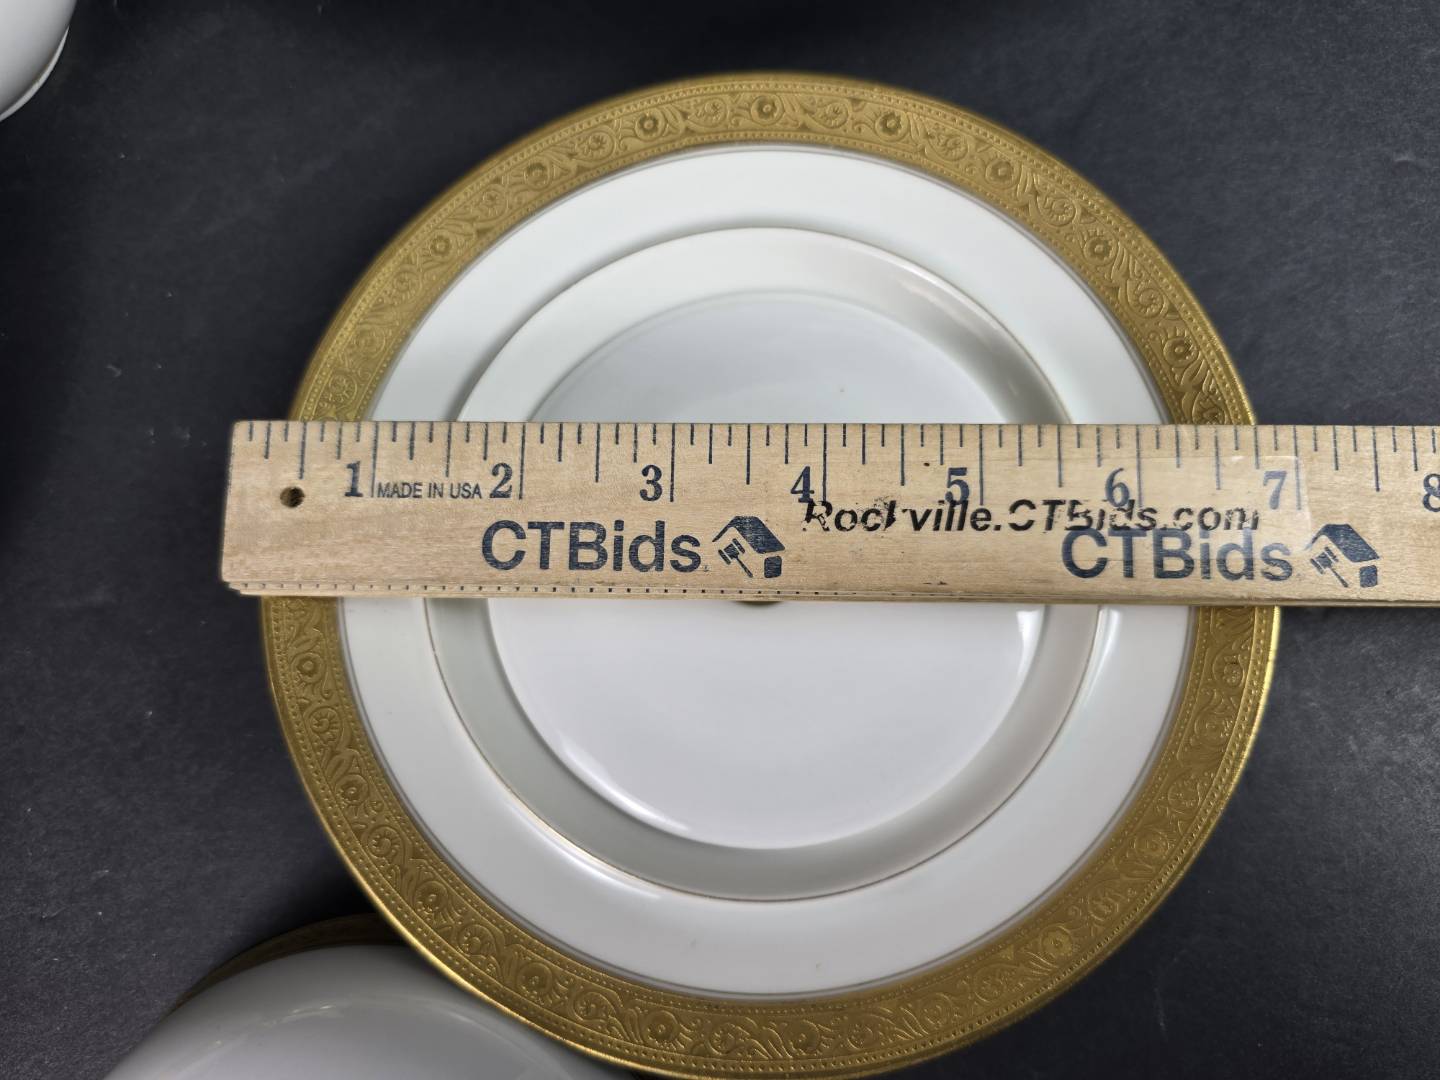 1 2 3 4 5 6 7 8
MADE IN USA
Rockville.CTBids.com
CTBids CTBids